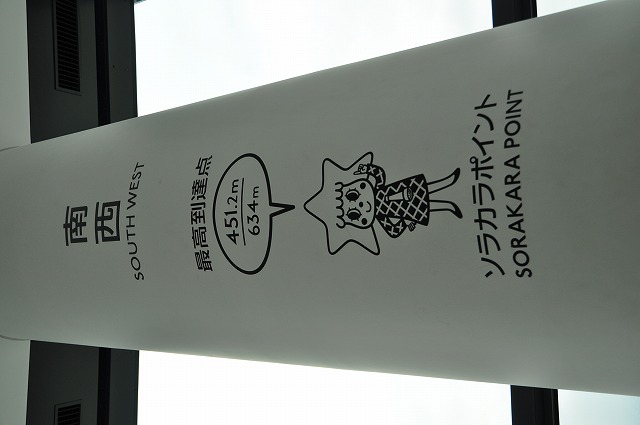 南西
SOUTH WEST
最高到達点
451.2m
634m
ソラカラポイント
SORAKARA POINT